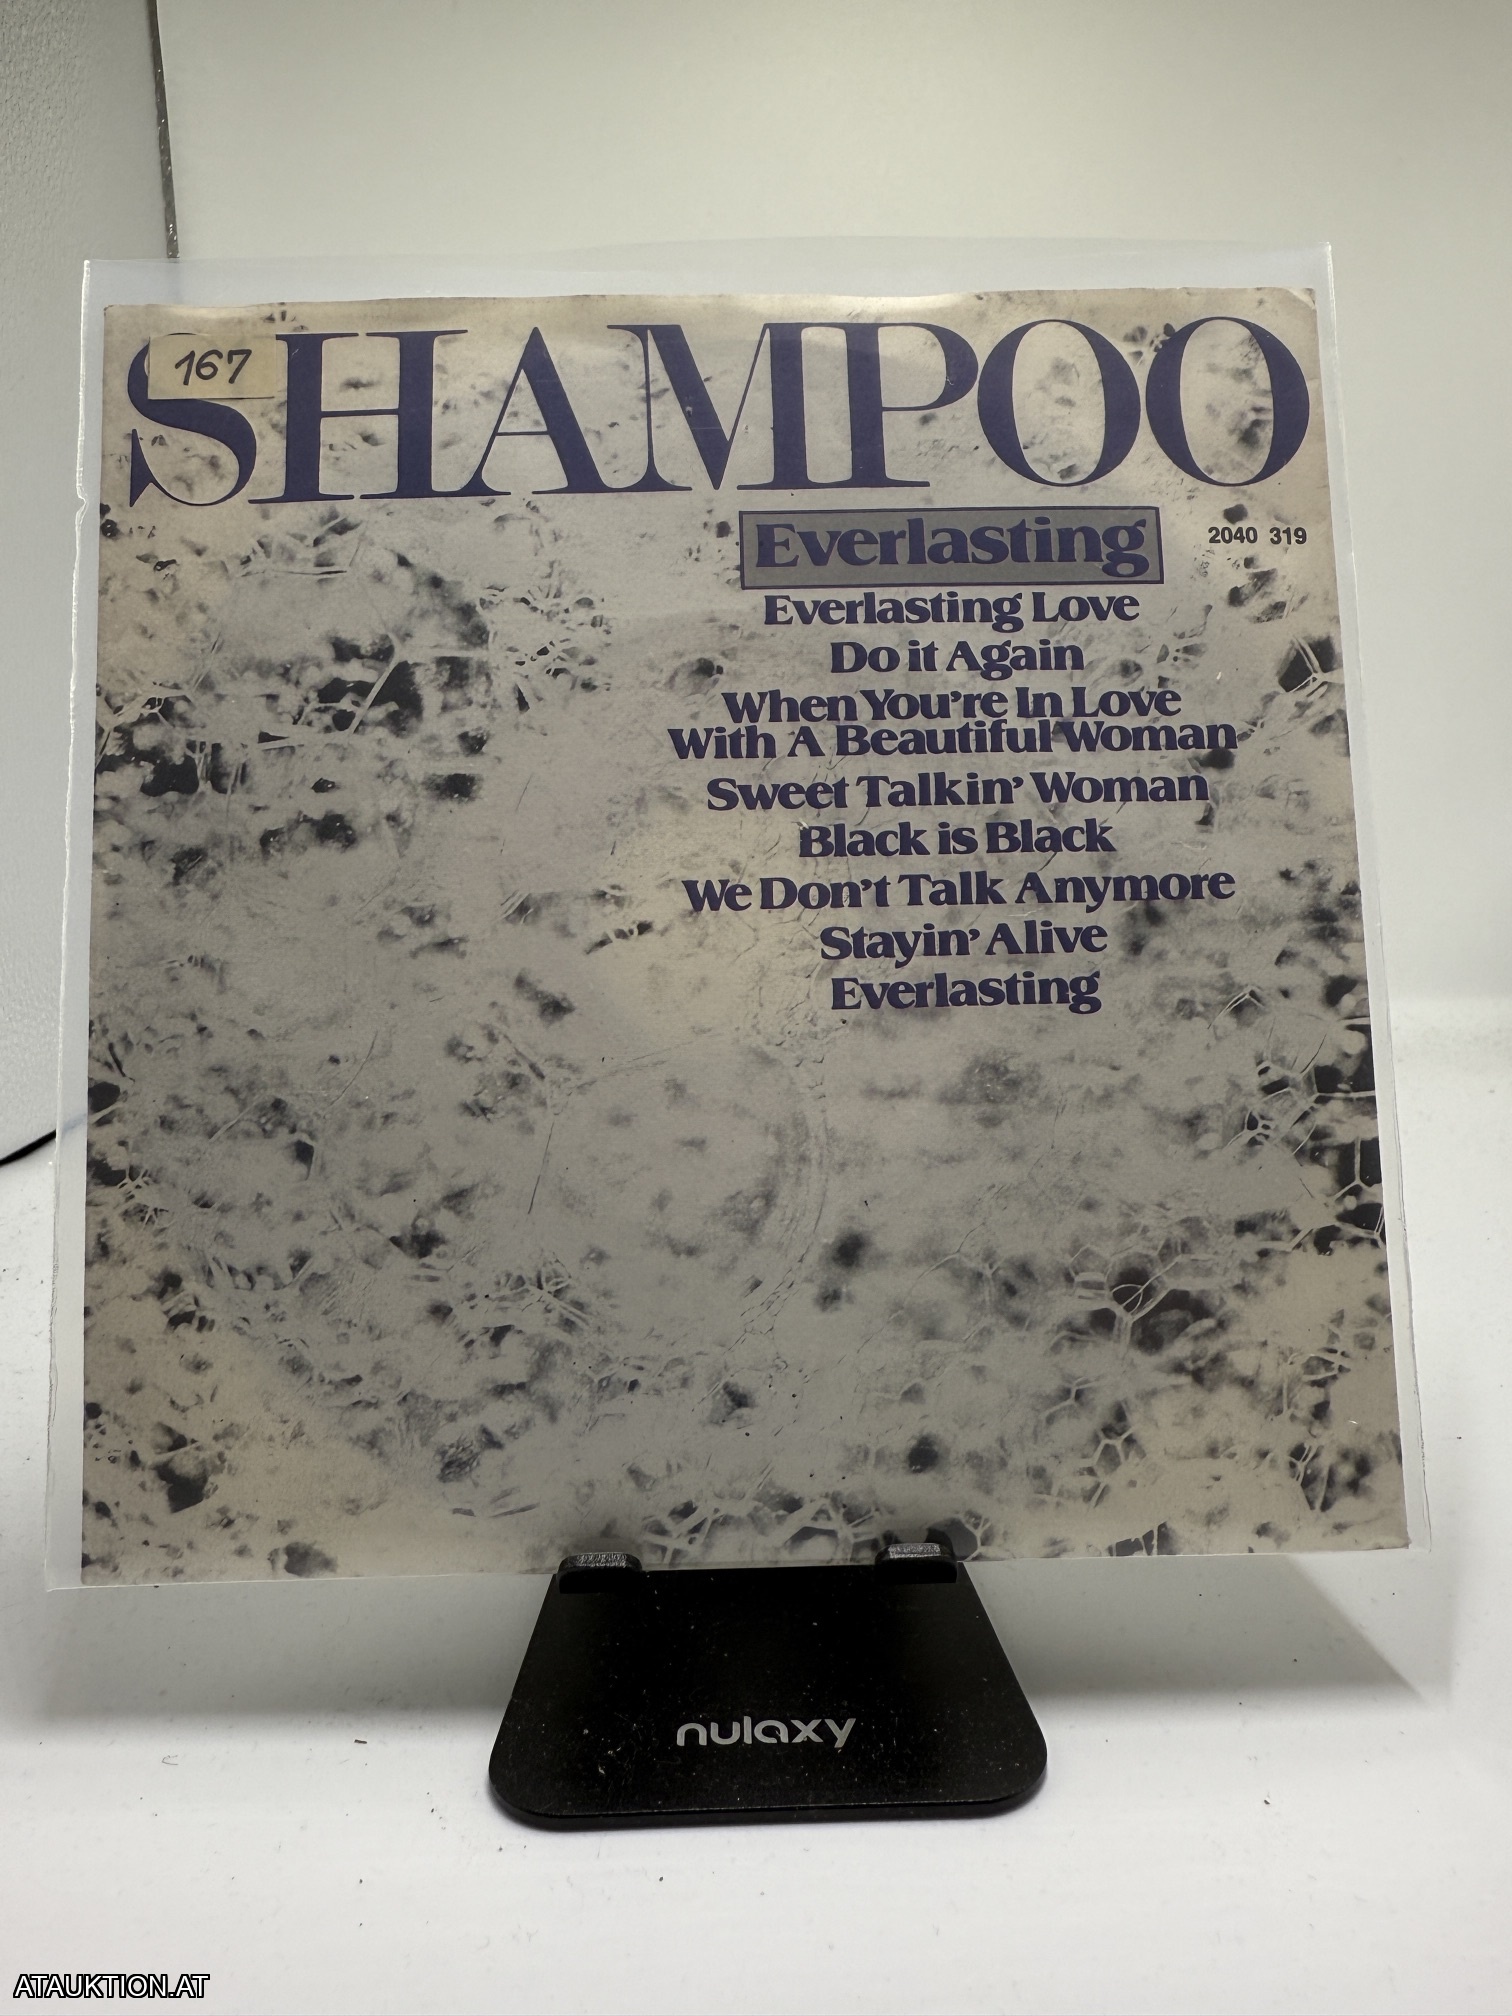 SHAMPOO
167
Everlasting
2040 319
Everlasting Love
Do it Again
When You're In Love
With A Beautiful Woman
Sweet Talkin' Woman
Black is Black
We Don't Talk Anymore
Stayin' Alive
Everlasting
nulaxy
ATAUKTION.AT